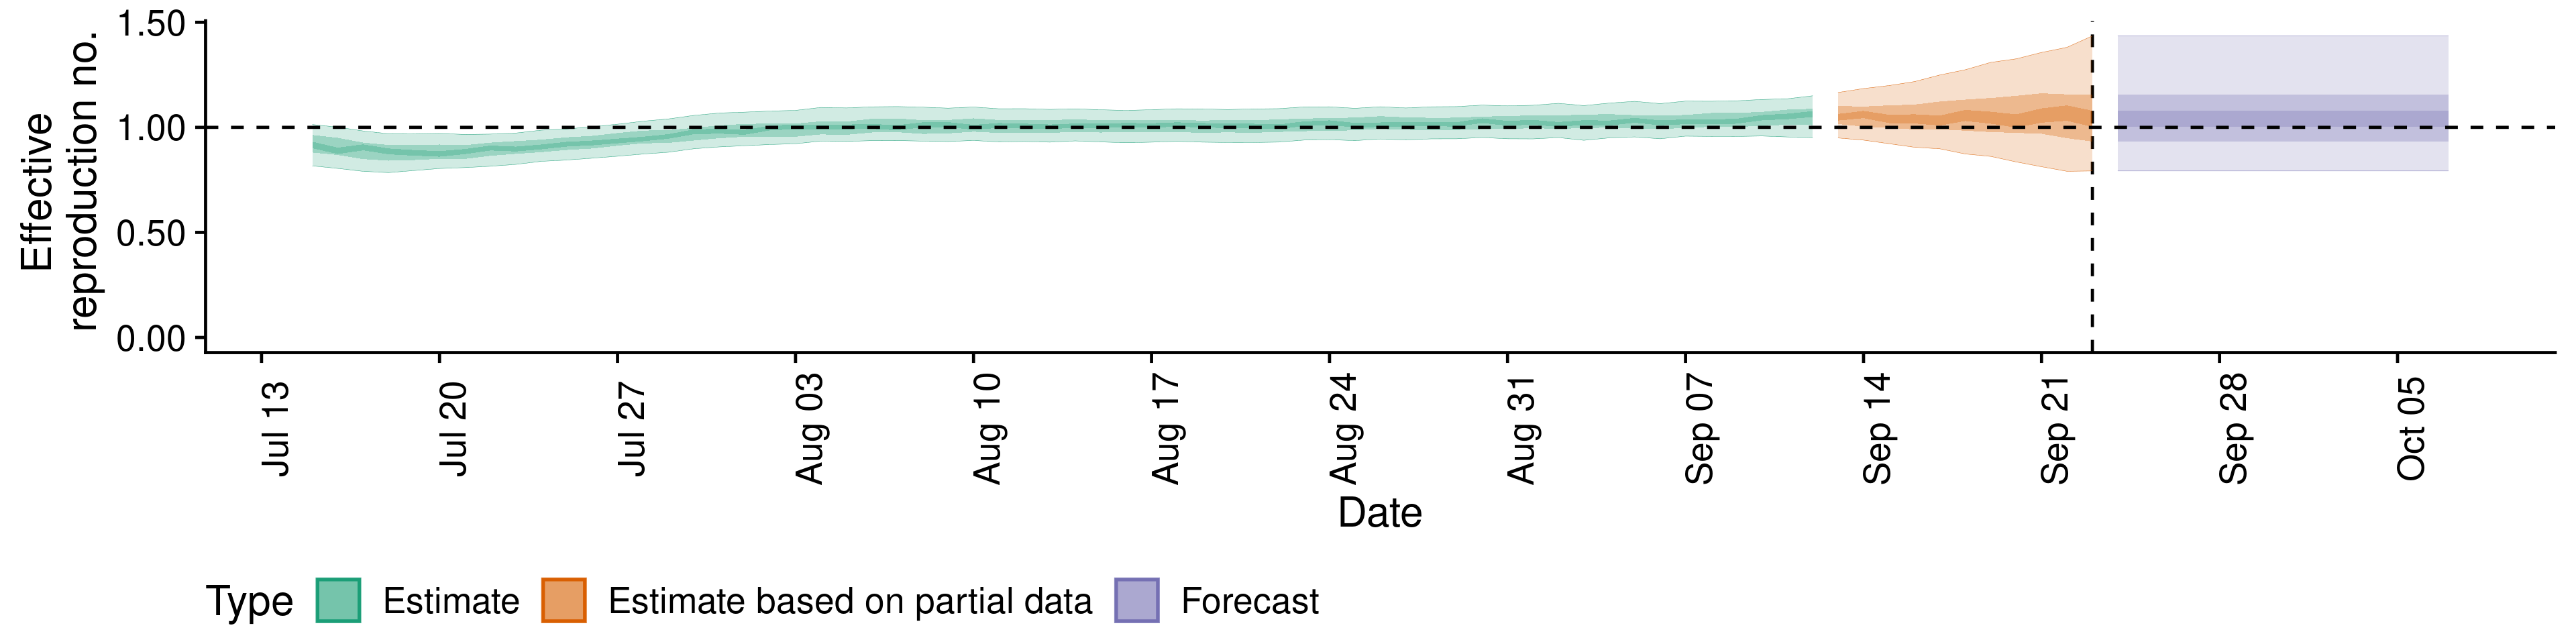 Effective
reproduction no.
1.50
1.00
0.50
0.00
Jul 13
Jul 20
Jul 27
Aug 03
Aug 10
Aug 17
Aug 24
Aug 31
Sep 07
Sep 14
Sep 21
Sep 28
Oct 05
Date
Type Estimate Estimate based on partial data Forecast